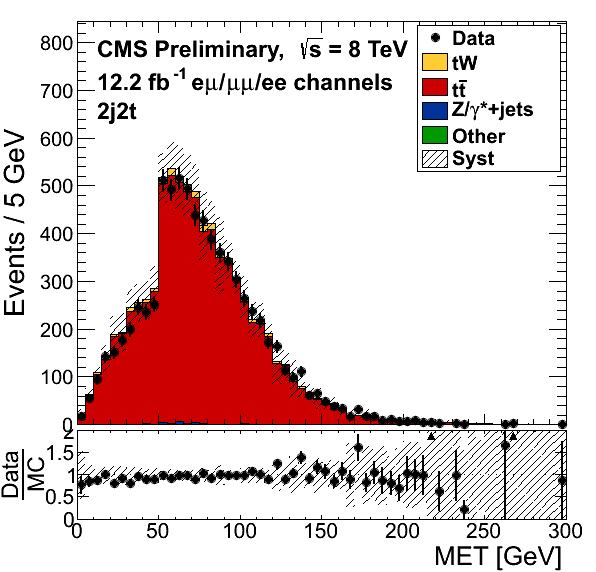 CMS Preliminary, √s = 8 TeV
12.2 fb⁻¹ eμ/μμ/ee channels
2j2t
Data
tW
tt̄
Z/γ*+jets
Other
Syst
Events / 5 GeV
800
700
600
500
400
300
200
100
0
Data
MC
2
1.5
1
0.5
0
0 50 100 150 200 250 300
MET [GeV]